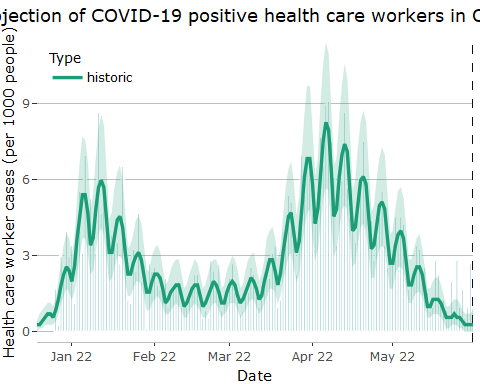 ojection of COVID-19 positive health care workers in
Health care worker cases (per 1000 people)
Type
historic
9
6
3
0
Jan 22
Feb 22
Mar 22
Apr 22
May 22
Date